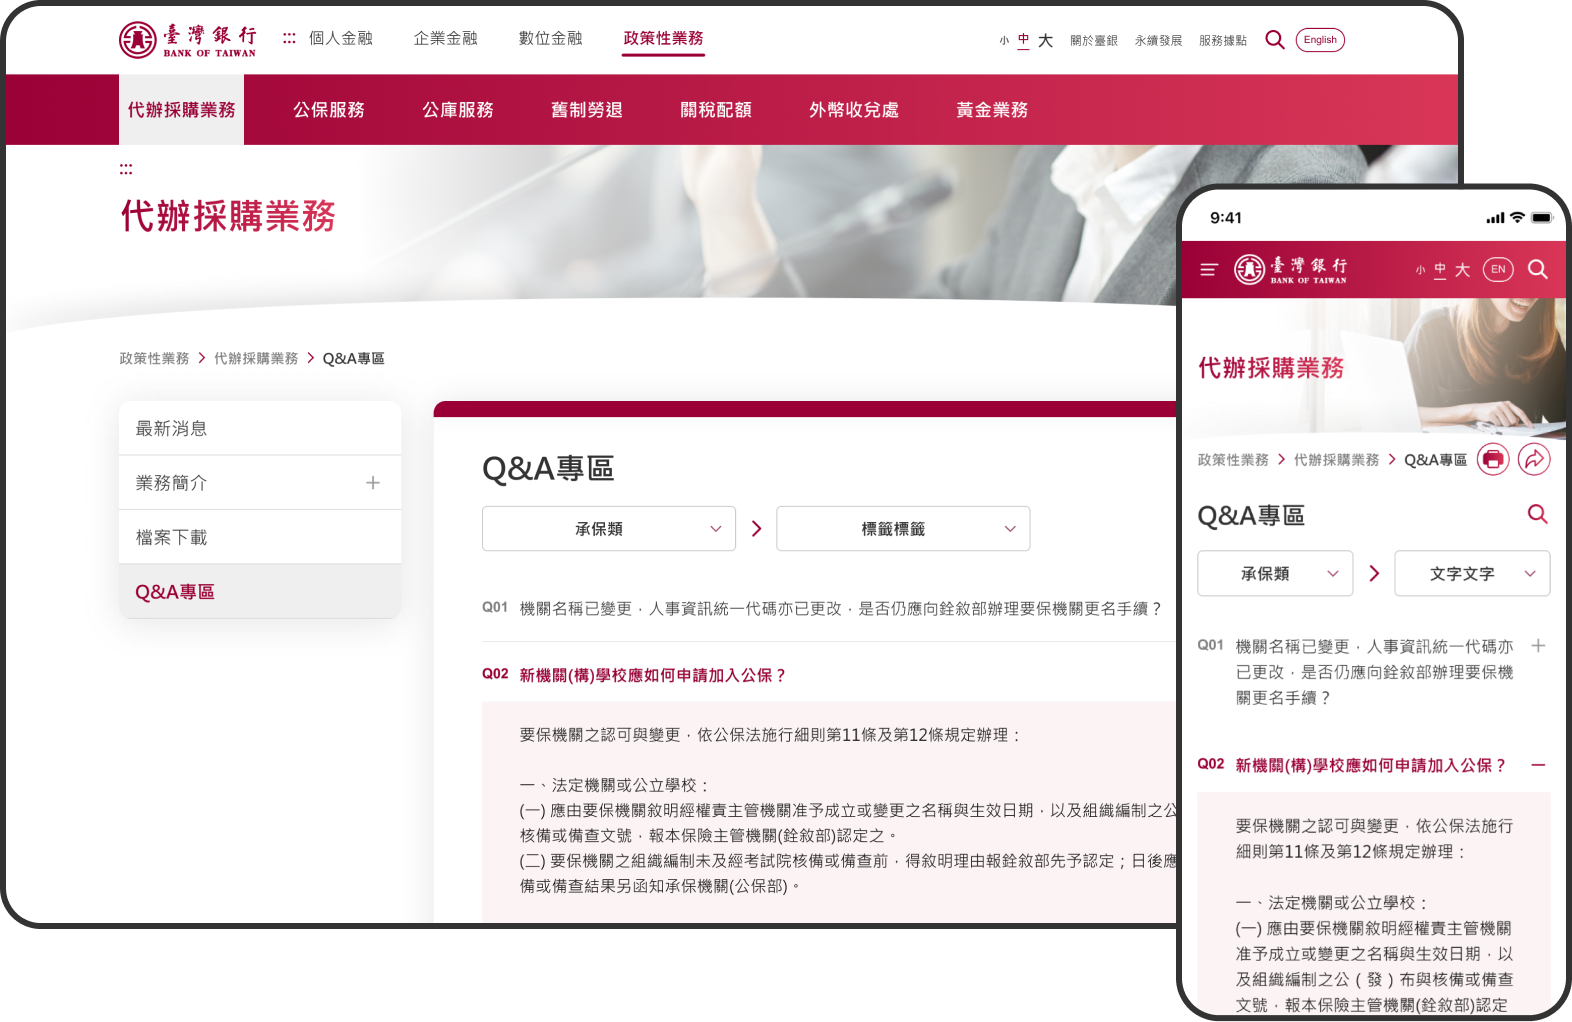 臺灣銀行
BANK OF TAIWAN
個人金融
企業金融
數位金融
政策性業務
小 中 大
關於臺銀
永續發展
服務據點
English
代辦採購業務
公保服務
公庫服務
舊制勞退
關稅配額
外幣收兌處
黃金業務
代辦採購業務
政策性業務 > 代辦採購業務 > Q&A專區
最新消息
業務簡介 +
檔案下載
Q&A專區
Q&A專區
承保類
>
標籤標籤
Q01 機關名稱已變更，人事資訊統一代碼亦已更改，是否仍應向銓敘部辦理要保機關更名手續？
Q02 新機關(構)學校應如何申請加入公保？
要保機關之認可與變更，依公保法施行細則第11條及第12條規定辦理：
一、法定機關或公立學校：
(一) 應由要保機關敘明經權責主管機關准予成立或變更之名稱與生效日期，以及組織編制之公
核備或備查文號，報本保險主管機關(銓敘部)認定之。
(二) 要保機關之組織編制未及經考試院核備或備查前，得敘明理由報銓敘部先予認定；日後應
備或備查結果另函知承保機關(公保部)。
9:41
臺灣銀行
BANK OF TAIWAN
小 中 大
EN
代辦採購業務
政策性業務 > 代辦採購業務 > Q&A專區
Q&A專區
承保類
>
文字文字
Q01 機關名稱已變更，人事資訊統一代碼亦 +
已更改，是否仍應向銓敘部辦理要保機
關更名手續？
Q02 新機關(構)學校應如何申請加入公保？ －
要保機關之認可與變更，依公保法施行
細則第11條及第12條規定辦理：
一、法定機關或公立學校：
(一) 應由要保機關敘明經權責主管機關
准予成立或變更之名稱與生效日期，以
及組織編制之公（發）布與核備或備查
文號，報本保險主管機關(銓敘部)認定